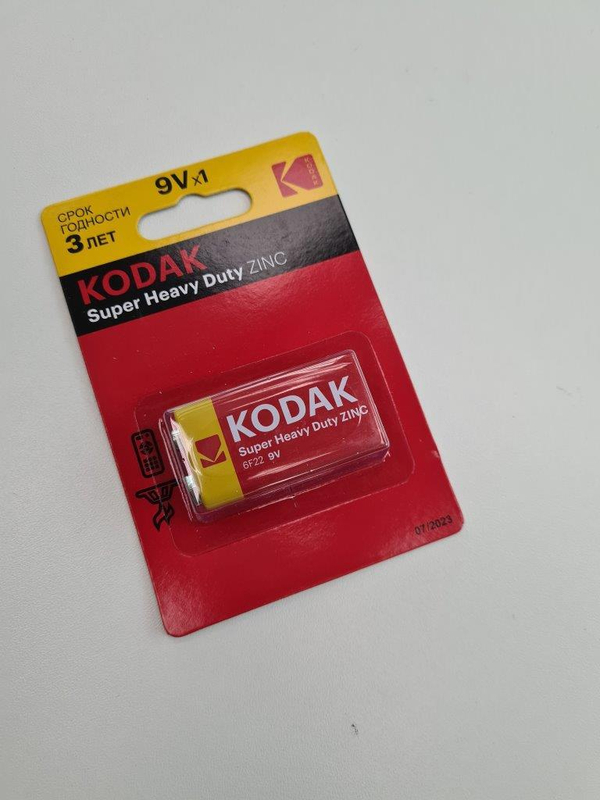 9V x1
KODAK
СРОК
ГОДНОСТИ
3 ЛЕТ
KODAK
Super Heavy Duty ZINC
KODAK
Super Heavy Duty ZINC
6F22 9V
07/2023